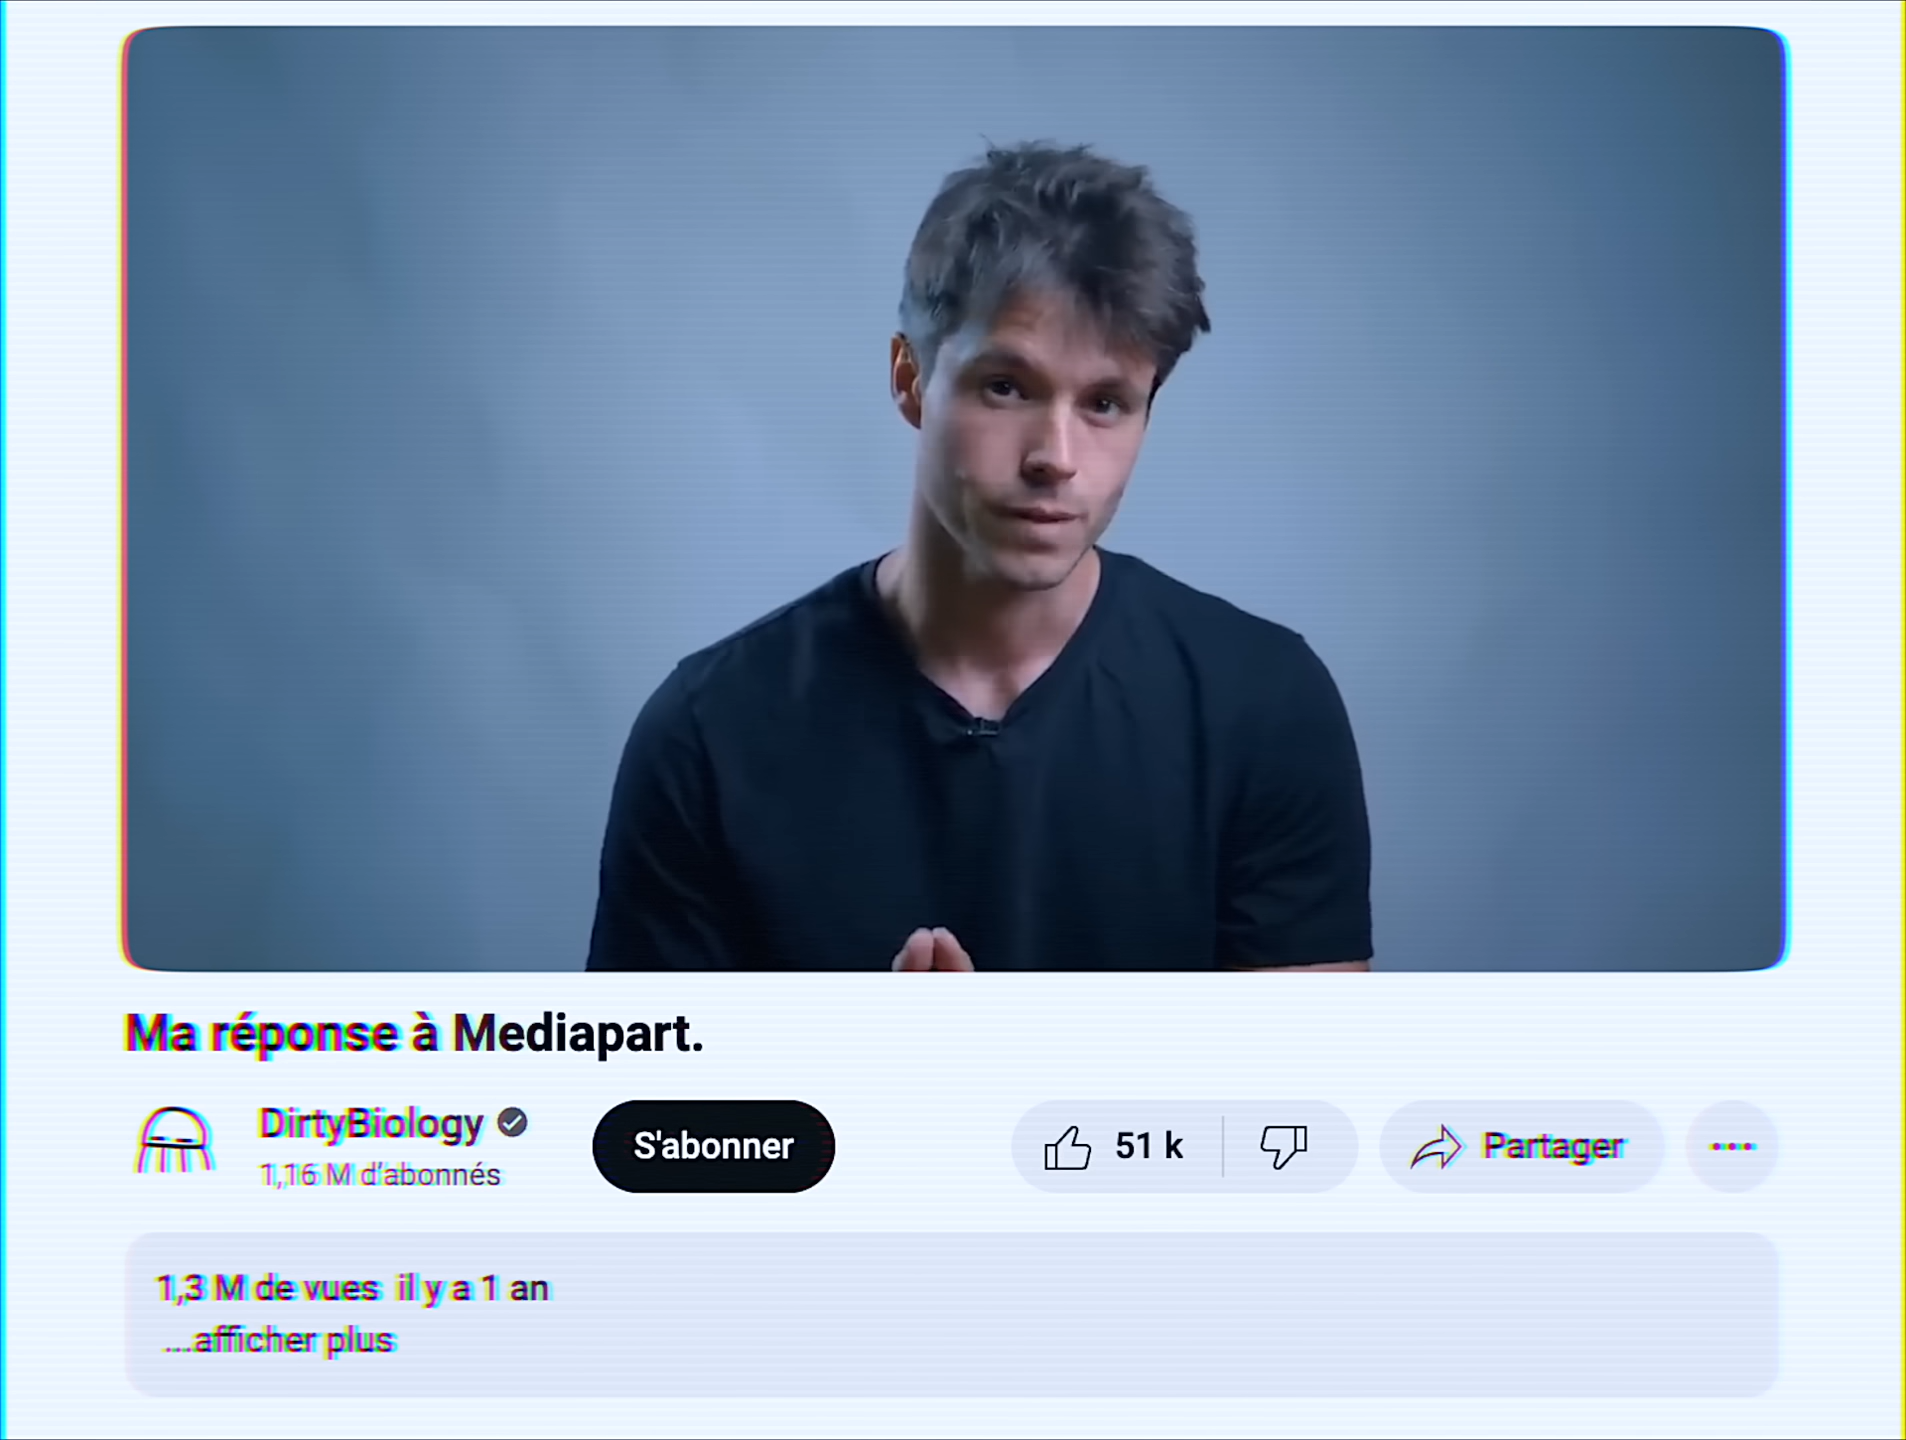 Ma réponse à Mediapart.
DirtyBiology
1,16 M d'abonnés
S'abonner
51 k
Partager
1,3 M de vues il y a 1 an
...afficher plus